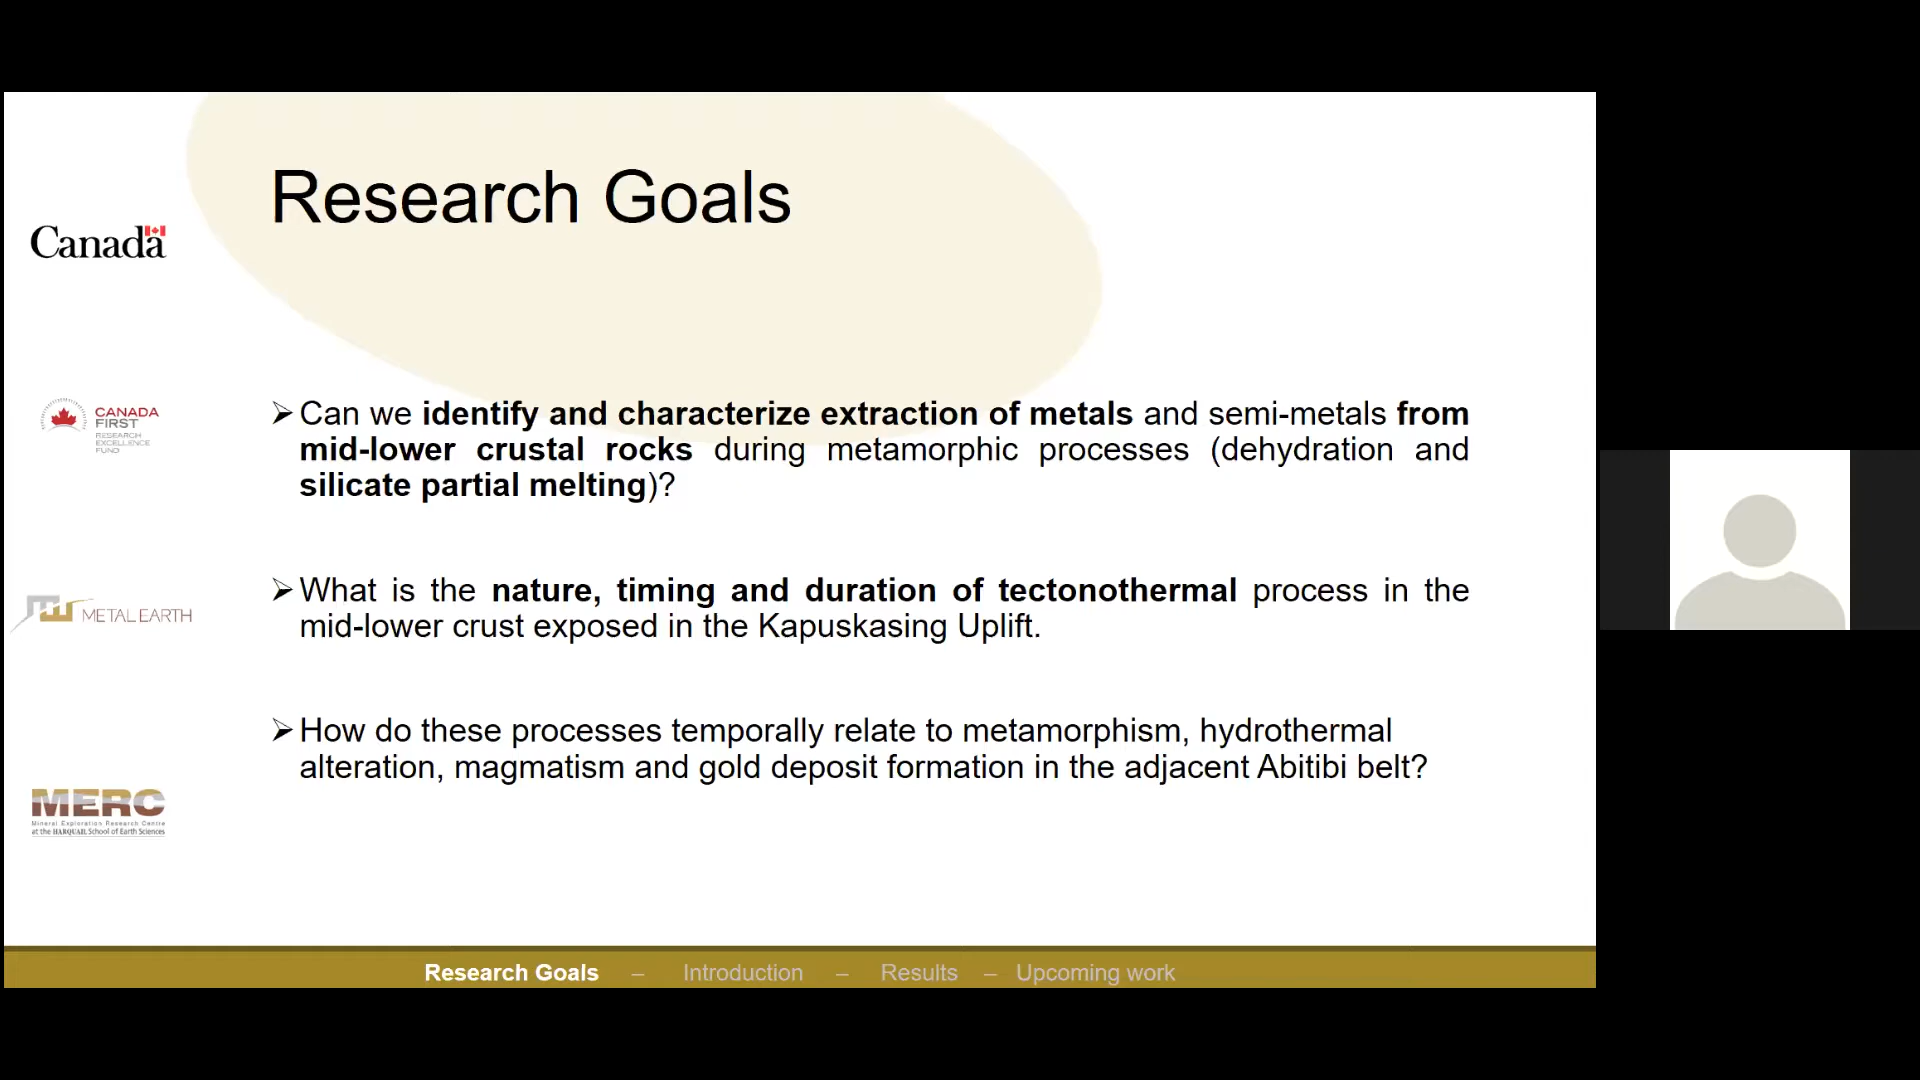 Research Goals
Canada
➢Can we identify and characterize extraction of metals and semi-metals from
mid-lower crustal rocks during metamorphic processes (dehydration and
silicate partial melting)?
CANADA
FIRST
RESEARCH
EXCELLENCE
FUND
➢What is the nature, timing and duration of tectonothermal process in the
mid-lower crust exposed in the Kapuskasing Uplift.
METAL EARTH
➢How do these processes temporally relate to metamorphism, hydrothermal
alteration, magmatism and gold deposit formation in the adjacent Abitibi belt?
MERC
Mineral Exploration Research Centre
at the HARQUAIL School of Earth Sciences
Research Goals – Introduction – Results – Upcoming work